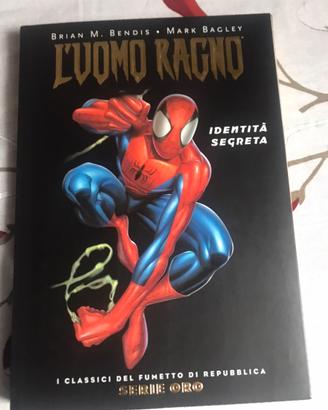 BRIAN M. BENDIS • MARK BAGLEY
L'UOMO RAGNO
IDENTITÀ
SEGRETA
I CLASSICI DEL FUMETTO DI REPUBBLICA
SERIE ORO